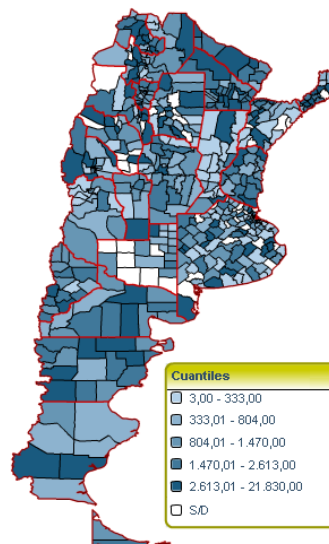 Cuantiles
3,00 - 333,00
333,01 - 804,00
804,01 - 1.470,00
1.470,01 - 2.613,00
2.613,01 - 21.830,00
S/D